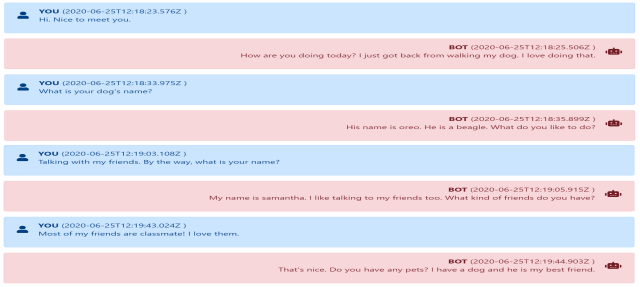 YOU (2020-06-25T12:18:23.576Z )
Hi. Nice to meet you.
BOT (2020-06-25T12:18:25.506Z )
How are you doing today? I just got back from walking my dog. I love doing that.
YOU (2020-06-25T12:18:33.975Z )
What is your dog's name?
BOT (2020-06-25T12:18:35.899Z )
His name is oreo. He is a beagle. What do you like to do?
YOU (2020-06-25T12:19:03.108Z )
Talking with my friends. By the way, what is your name?
BOT (2020-06-25T12:19:05.915Z )
My name is samantha. I like talking to my friends too. What kind of friends do you have?
YOU (2020-06-25T12:19:43.024Z )
Most of my friends are classmate! I love them.
BOT (2020-06-25T12:19:44.903Z )
That's nice. Do you have any pets? I have a dog and he is my best friend.